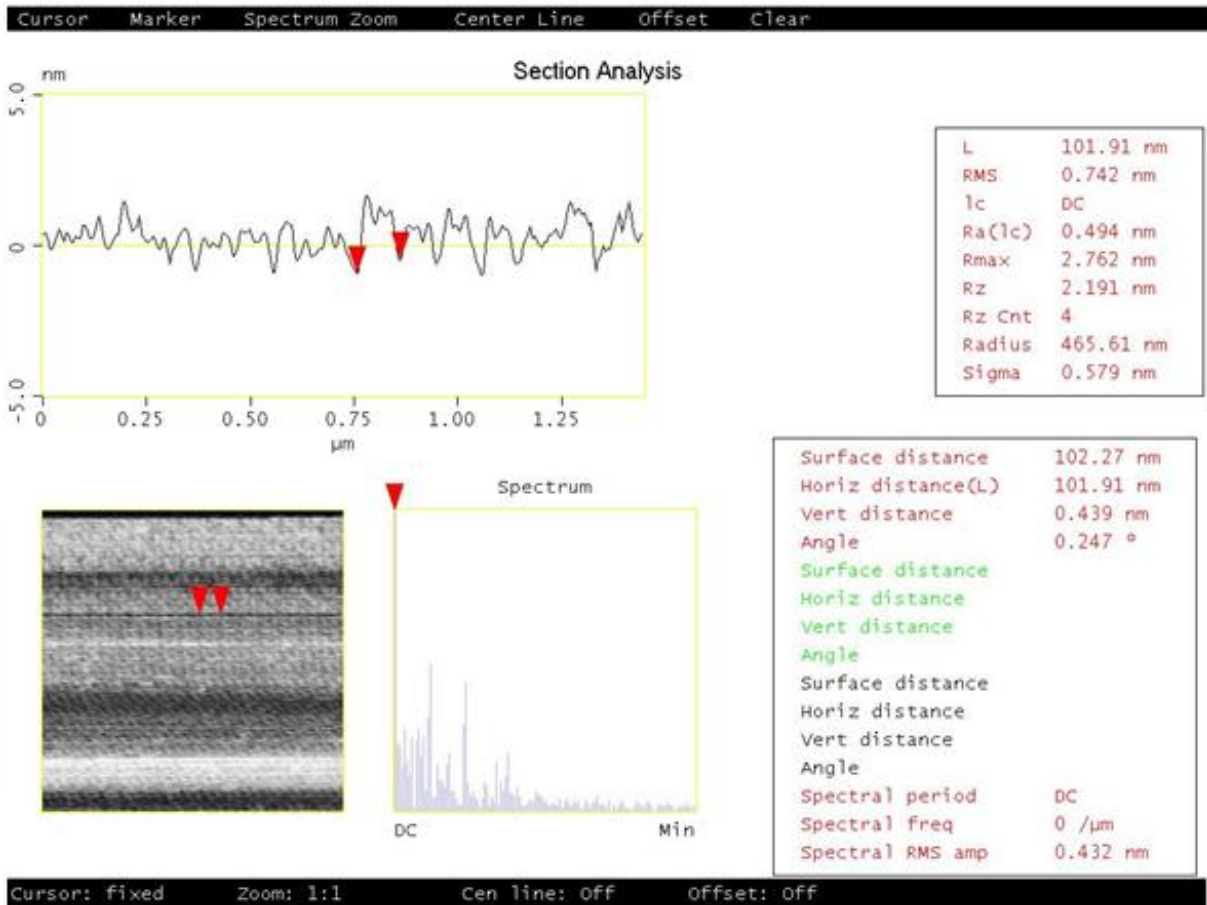 Cursor Marker Spectrum Zoom Center Line Offset Clear
Section Analysis
nm
5.0
0
-5.0
0 0.25 0.50 0.75 1.00 1.25
µm
L 101.91 nm
RMS 0.742 nm
lc DC
Ra(lc) 0.494 nm
Rmax 2.762 nm
Rz 2.191 nm
Rz Cnt 4
Radius 465.61 nm
Sigma 0.579 nm
Spectrum
DC Min
Surface distance 102.27 nm
Horiz distance(L) 101.91 nm
Vert distance 0.439 nm
Angle 0.247 °
Surface distance
Horiz distance
Vert distance
Angle
Surface distance
Horiz distance
Vert distance
Angle
Spectral period DC
Spectral freq 0 /µm
Spectral RMS amp 0.432 nm
Cursor: fixed Zoom: 1:1 Cen line: Off Offset: Off